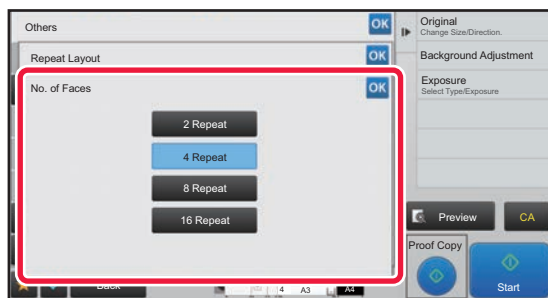 Others
OK
Original
Change Size/Direction.
Repeat Layout
OK
Background Adjustment
No. of Faces
OK
Exposure
Select Type/Exposure
2 Repeat
4 Repeat
8 Repeat
16 Repeat
Preview
CA
Proof Copy
Back
4
A3
A4
Start